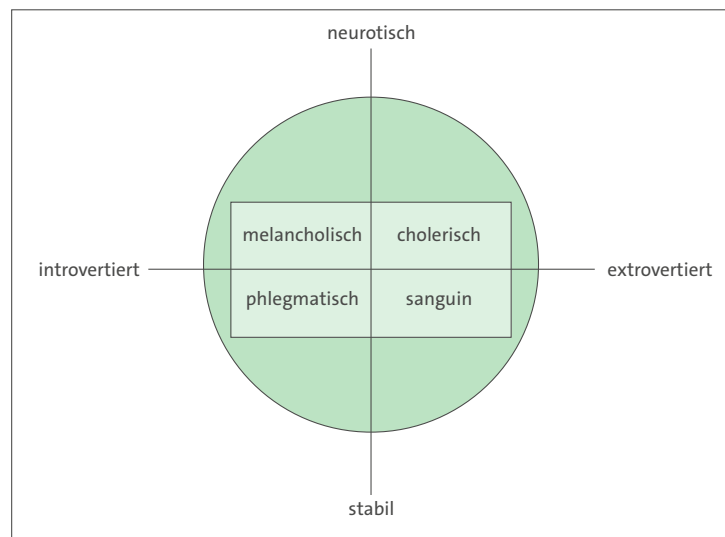 neurotisch
melancholisch cholerisch
introvertiert extrovertiert
phlegmatisch sanguin
stabil